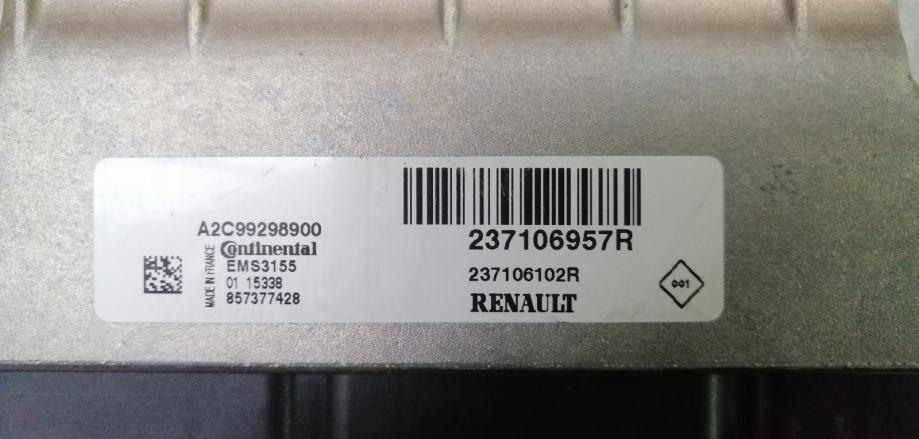 A2C99298900
Continental
MADE IN FRANCE
EMS3155
01 15338
857377428
237106957R
237106102R
RENAULT
001